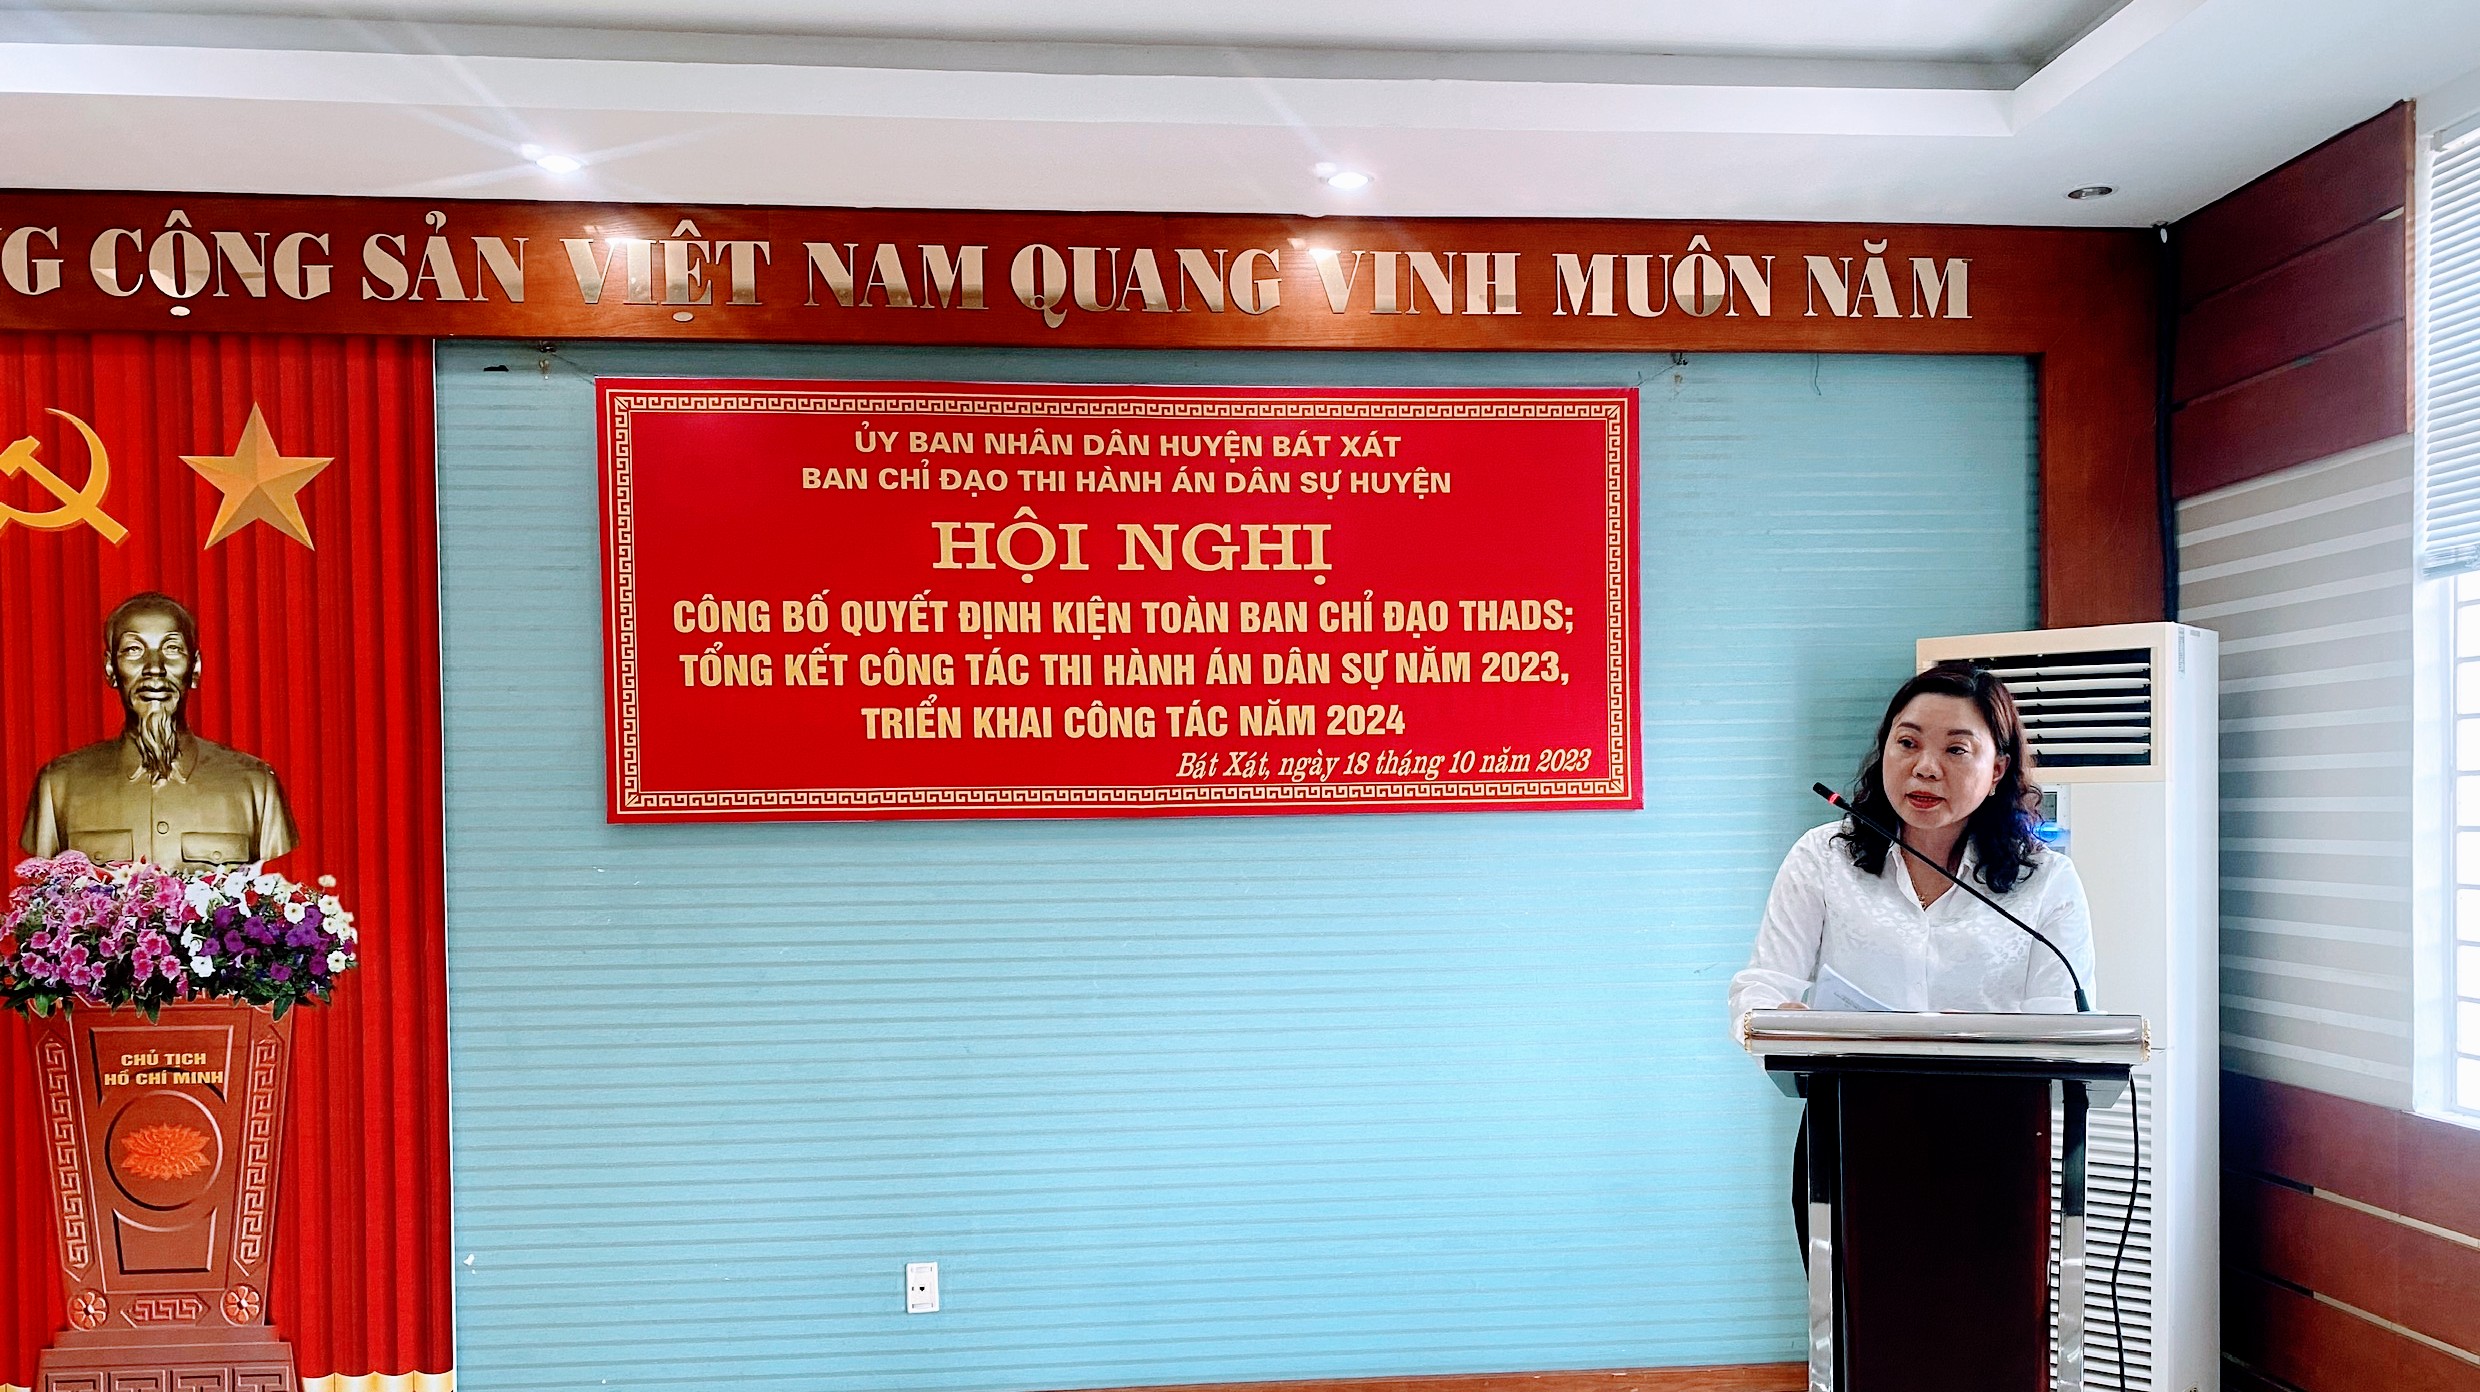 G CỘNG SẢN VIỆT NAM QUANG VINH MUÔN NĂM
ỦY BAN NHÂN DÂN HUYỆN BÁT XÁT
BAN CHỈ ĐẠO THI HÀNH ÁN DÂN SỰ HUYỆN
HỘI NGHỊ
CÔNG BỐ QUYẾT ĐỊNH KIỆN TOÀN BAN CHỈ ĐẠO THADS;
TỔNG KẾT CÔNG TÁC THI HÀNH ÁN DÂN SỰ NĂM 2023,
TRIỂN KHAI CÔNG TÁC NĂM 2024
Bát Xát, ngày 18 tháng 10 năm 2023
CHỦ TỊCH
HỒ CHÍ MINH